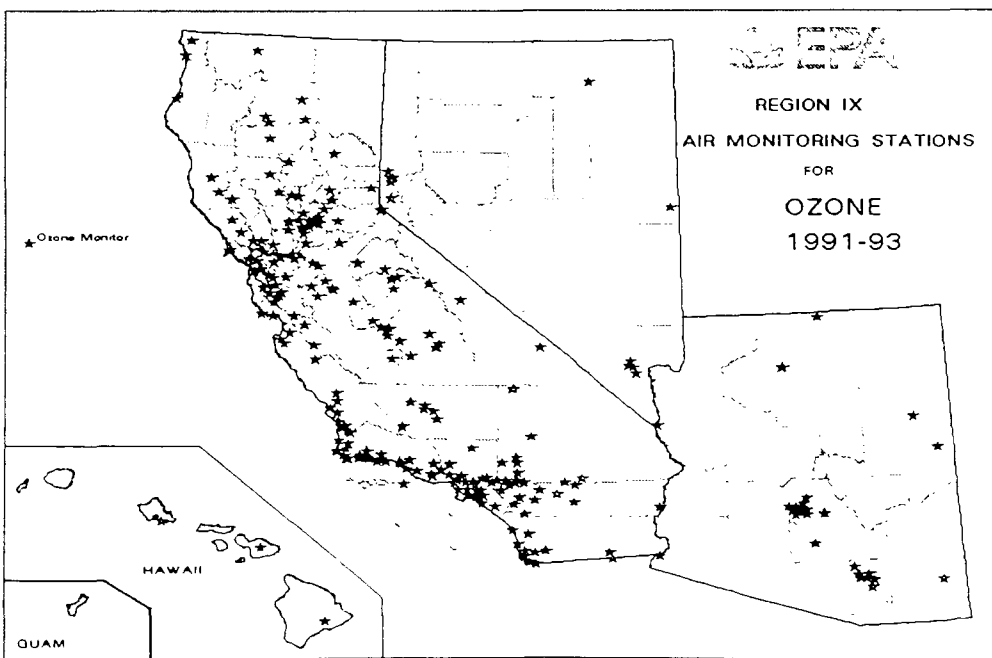 EPA
REGION IX
AIR MONITORING STATIONS
FOR
OZONE
1991-93
Ozone Monitor
HAWAII
GUAM